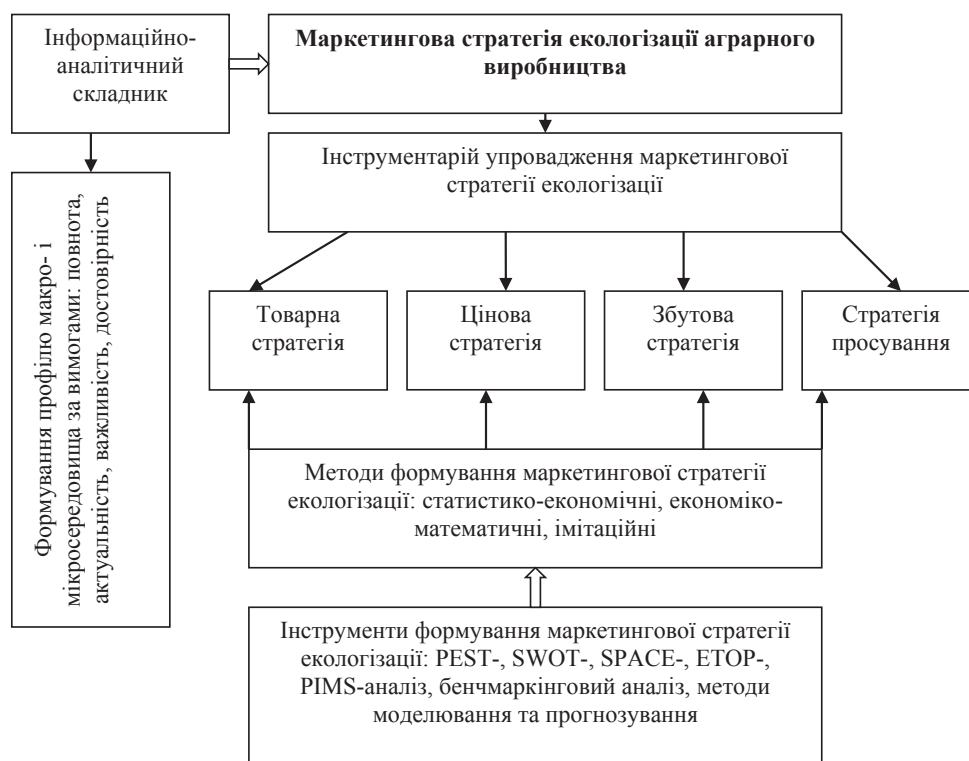 Інформаційно-
аналітичний
складник
Маркетингова стратегія екологізації аграрного
виробництва
Інструментарій упровадження маркетингової
стратегії екологізації
Формування профілю макро- і
мікросередовища за вимогами: повнота,
актуальність, важливість, достовірність
Товарна
стратегія
Цінова
стратегія
Збутова
стратегія
Стратегія
просування
Методи формування маркетингової стратегії
екологізації: статистико-економічні, економіко-
математичні, імітаційні
Інструменти формування маркетингової стратегії
екологізації: PEST-, SWOT-, SPACE-, ETOP-,
PIMS-аналіз, бенчмаркінговий аналіз, методи
моделювання та прогнозування